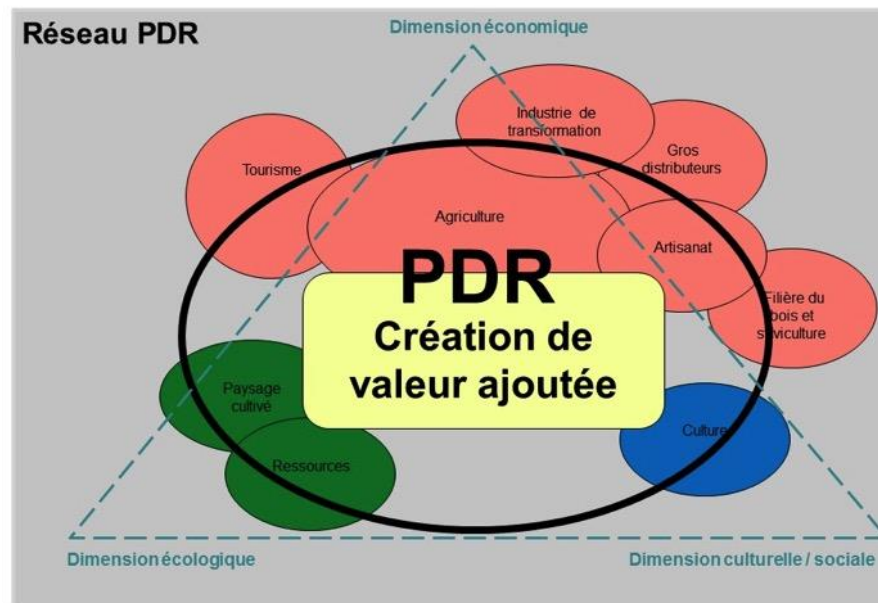 Réseau PDR
Dimension économique
Industrie de
transformation
Gros
distributeurs
Tourisme
Agriculture
Artisanat
PDR
Création de
valeur ajoutée
Filière du
bois et
sylviculture
Paysage
cultivé
Culture
Ressources
Dimension écologique
Dimension culturelle / sociale